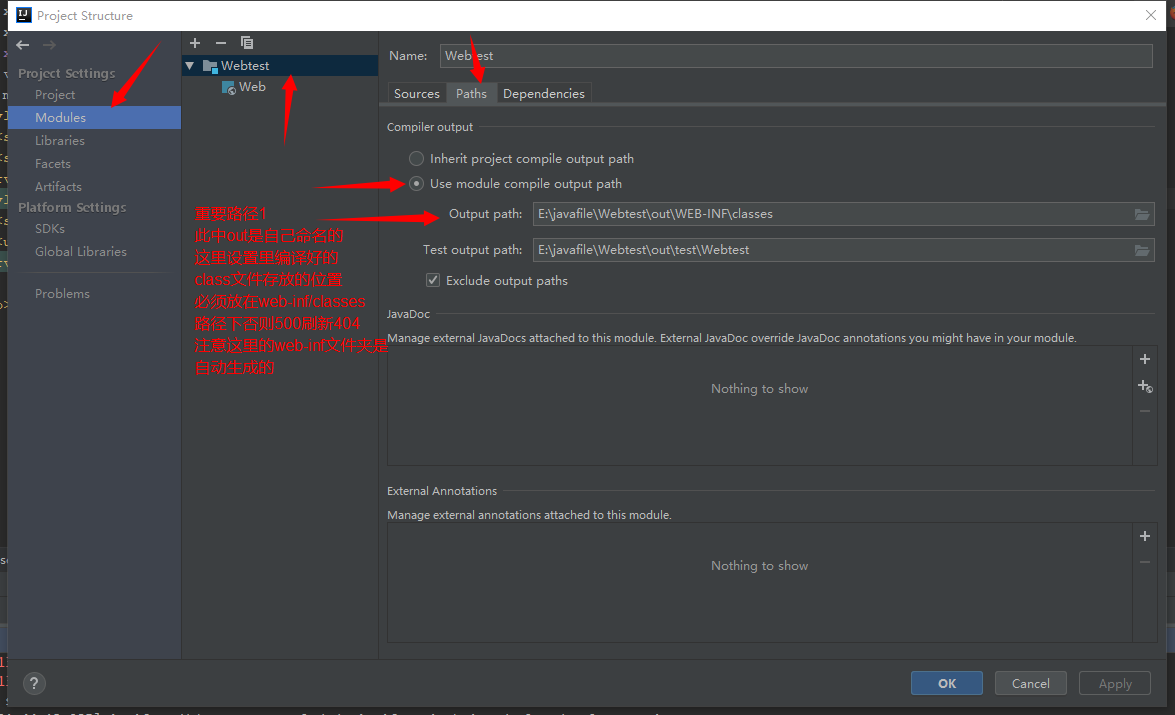 Project Structure
Project Settings
Project
Modules
Libraries
Facets
Artifacts
Platform Settings
SDKs
Global Libraries
Problems
Webtest
Web
重要路径1
此中out是自己命名的
这里设置里编译好的
class文件存放的位置
必须放在web-inf/classes
路径下否则500刷新404
注意这里的web-inf文件夹是
自动生成的
Name:
Webtest
Sources
Paths
Dependencies
Compiler output
Inherit project compile output path
Use module compile output path
Output path:
E:\javafile\Webtest\out\WEB-INF\classes
Test output path:
E:\javafile\Webtest\out\test\Webtest
Exclude output paths
JavaDoc
Manage external JavaDocs attached to this module. External JavaDoc override JavaDoc annotations you might have in your module.
Nothing to show
External Annotations
Manage external annotations attached to this module.
Nothing to show
?
OK
Cancel
Apply